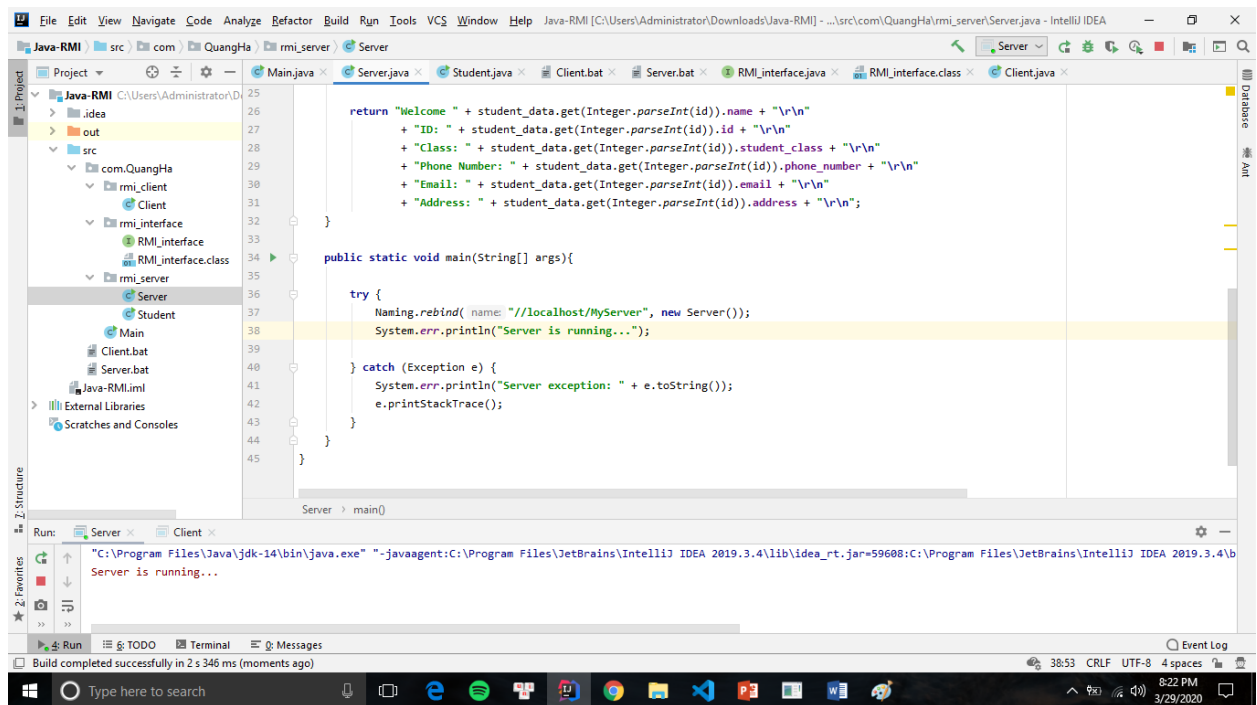 File Edit View Navigate Code Analyze Refactor Build Run Tools VCS Window Help Java-RMI [C:\Users\Administrator\Downloads\Java-RMI] - ...\src\com\QuangHa\rmi_server\Server.java - IntelliJ IDEA
Java-RMI src com QuangHa rmi_server Server Server
Project Main.java Server.java Student.java Client.bat Server.bat RMI_interface.java RMI_interface.class Client.java
1: Project
Java-RMI C:\Users\Administrator\D
.idea
out
src
com.QuangHa
rmi_client
Client
rmi_interface
RMI_interface
RMI_interface.class
rmi_server
Server
Student
Main
Client.bat
Server.bat
Java-RMI.iml
External Libraries
Scratches and Consoles
25
26 return "Welcome " + student_data.get(Integer.parseInt(id)).name + "\r\n"
27 + "ID: " + student_data.get(Integer.parseInt(id)).id + "\r\n"
28 + "Class: " + student_data.get(Integer.parseInt(id)).student_class + "\r\n"
29 + "Phone Number: " + student_data.get(Integer.parseInt(id)).phone_number + "\r\n"
30 + "Email: " + student_data.get(Integer.parseInt(id)).email + "\r\n"
31 + "Address: " + student_data.get(Integer.parseInt(id)).address + "\r\n";
32 }
33
34 public static void main(String[] args){
35
36 try {
37 Naming.rebind( name: "//localhost/MyServer", new Server());
38 System.err.println("Server is running...");
39
40 } catch (Exception e) {
41 System.err.println("Server exception: " + e.toString());
42 e.printStackTrace();
43 }
44 }
45 }
Server › main()
Database
Ant
Z: Structure
2: Favorites
Run: Server Client
"C:\Program Files\Java\jdk-14\bin\java.exe" "-javaagent:C:\Program Files\JetBrains\IntelliJ IDEA 2019.3.4\lib\idea_rt.jar=59608:C:\Program Files\JetBrains\IntelliJ IDEA 2019.3.4\b
Server is running...
4: Run 6: TODO Terminal 0: Messages Event Log
Build completed successfully in 2 s 346 ms (moments ago) 38:53 CRLF UTF-8 4 spaces
Type here to search
8:22 PM
3/29/2020